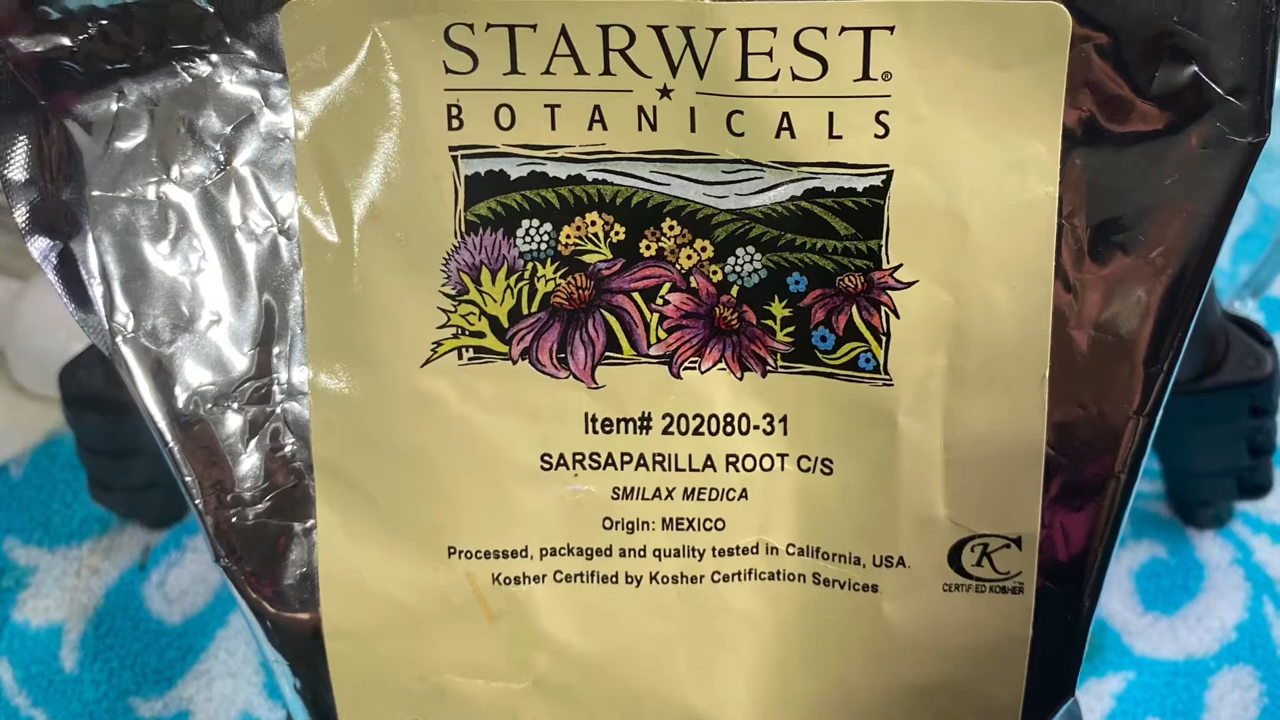 STARWEST®
BOTANICALS
Item# 202080-31
SARSAPARILLA ROOT C/S
SMILAX MEDICA
Origin: MEXICO
Processed, packaged and quality tested in California, USA.
Kosher Certified by Kosher Certification Services
CK
CERTIFIED KOSHER